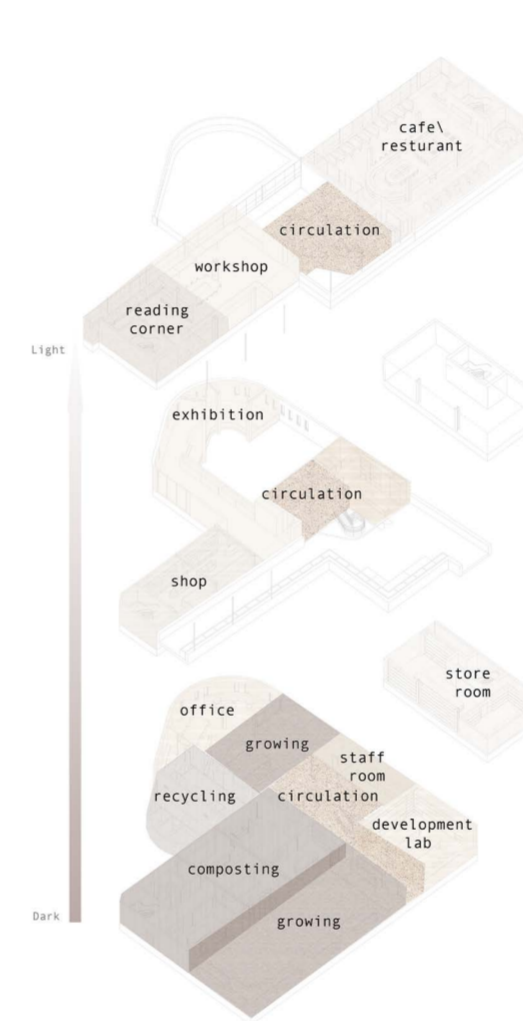 cafe\
resturant
circulation
workshop
reading
corner
Light
exhibition
circulation
shop
store
room
office
growing
staff
room
recycling
circulation
development
lab
composting
Dark
growing